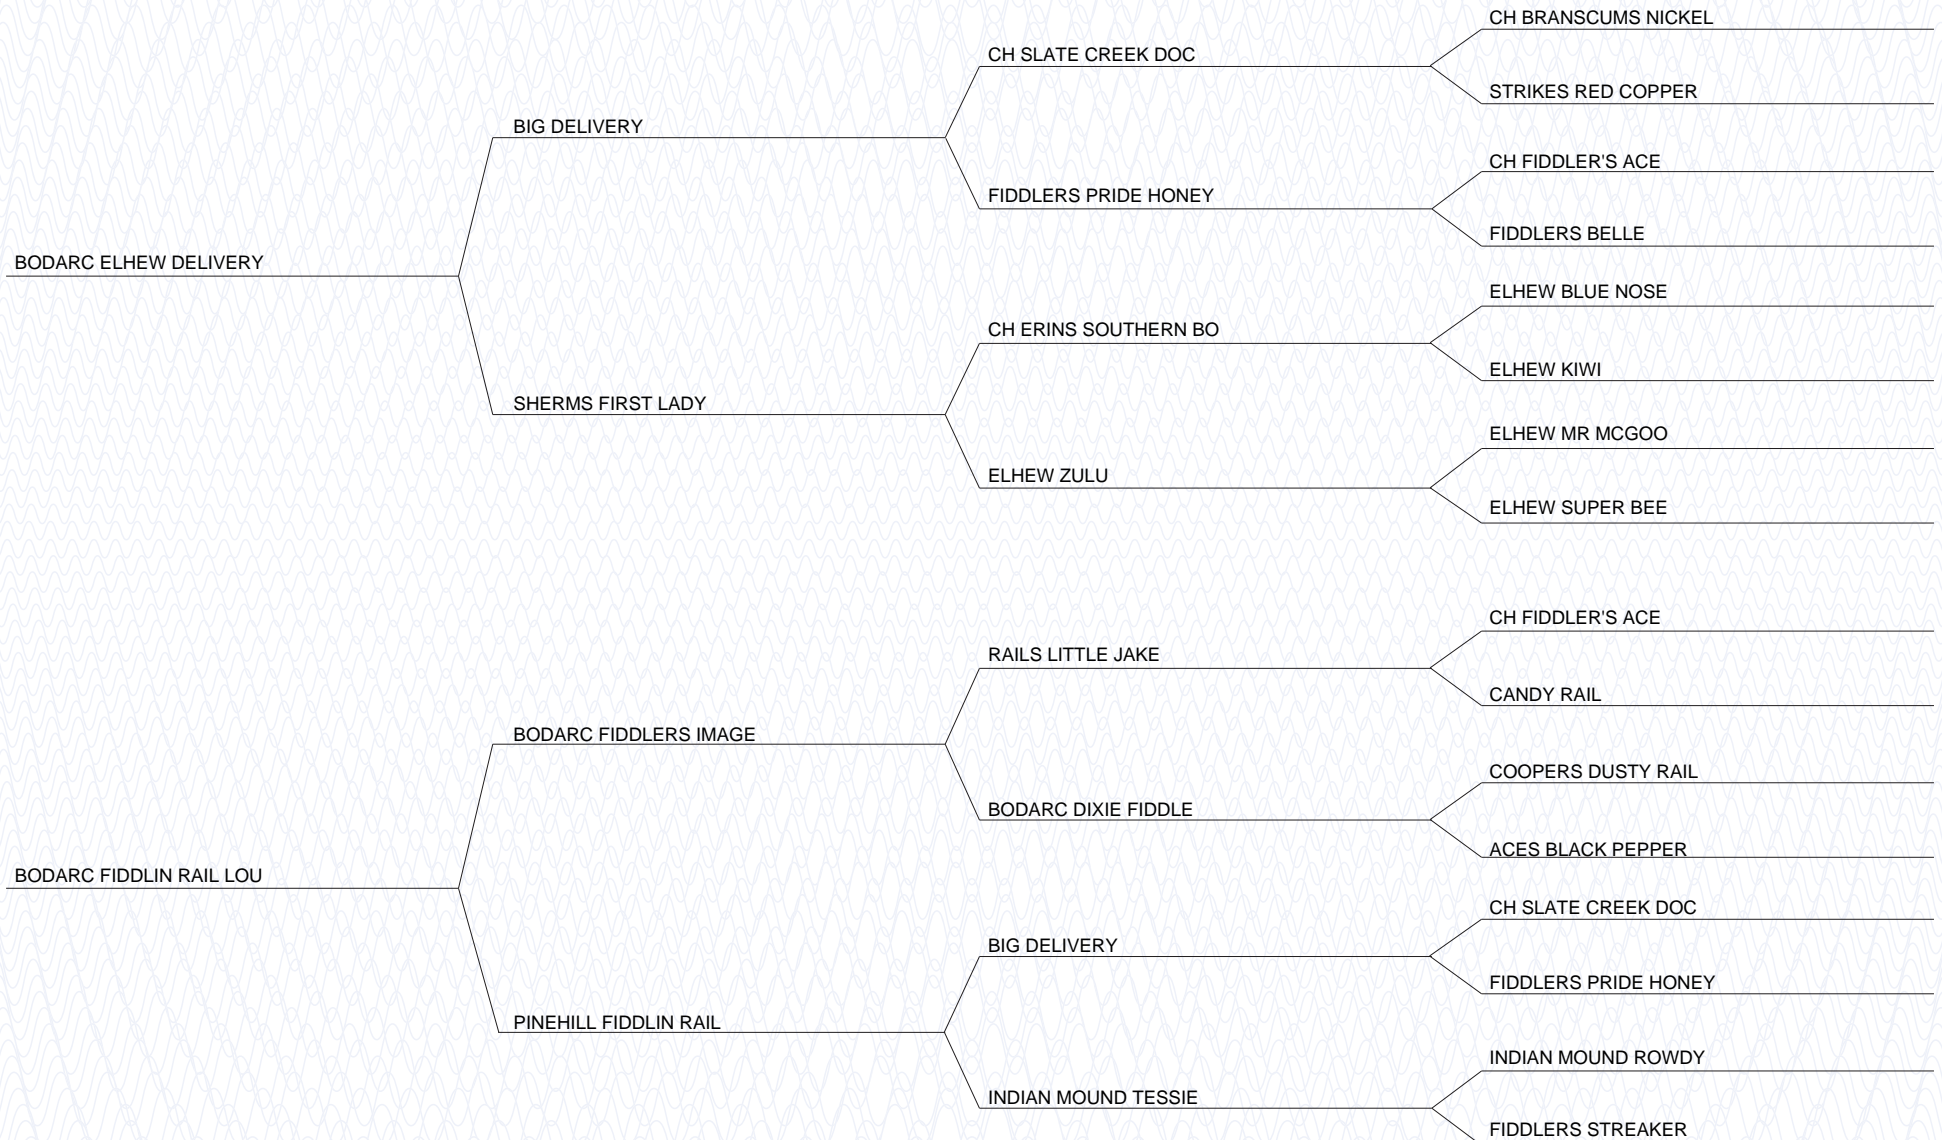 CH BRANSCUMS NICKEL
CH SLATE CREEK DOC
STRIKES RED COPPER
BIG DELIVERY
CH FIDDLER'S ACE
FIDDLERS PRIDE HONEY
FIDDLERS BELLE
BODARC ELHEW DELIVERY
ELHEW BLUE NOSE
CH ERINS SOUTHERN BO
ELHEW KIWI
SHERMS FIRST LADY
ELHEW MR MCGOO
ELHEW ZULU
ELHEW SUPER BEE
CH FIDDLER'S ACE
RAILS LITTLE JAKE
CANDY RAIL
BODARC FIDDLERS IMAGE
COOPERS DUSTY RAIL
BODARC DIXIE FIDDLE
ACES BLACK PEPPER
BODARC FIDDLIN RAIL LOU
CH SLATE CREEK DOC
BIG DELIVERY
FIDDLERS PRIDE HONEY
PINEHILL FIDDLIN RAIL
INDIAN MOUND ROWDY
INDIAN MOUND TESSIE
FIDDLERS STREAKER